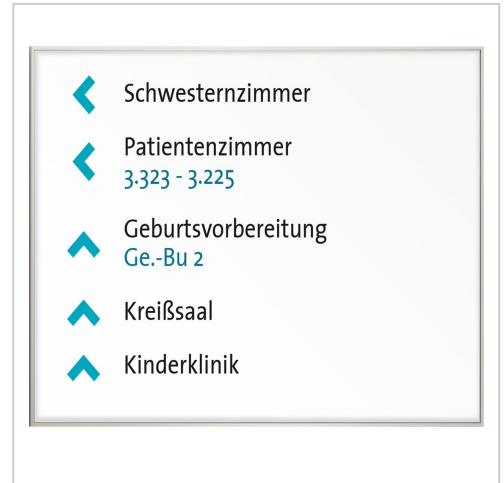 Schwesternzimmer
Patientenzimmer
3.323 - 3.225
Geburtsvorbereitung
Ge.-Bu 2
Kreißsaal
Kinderklinik